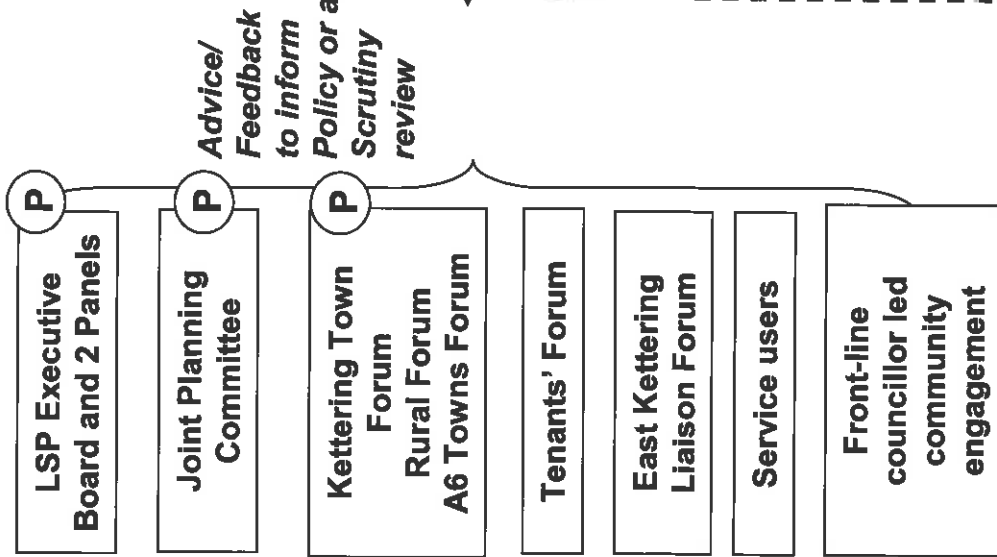 LSP Executive
Board and 2 Panels
P
Joint Planning
Committee
P
Kettering Town
Forum
Rural Forum
A6 Towns Forum
P
Tenants' Forum
East Kettering
Liaison Forum
Service users
Front-line
councillor led
community
engagement
Advice/
Feedback
to inform
Policy or a
Scrutiny
review